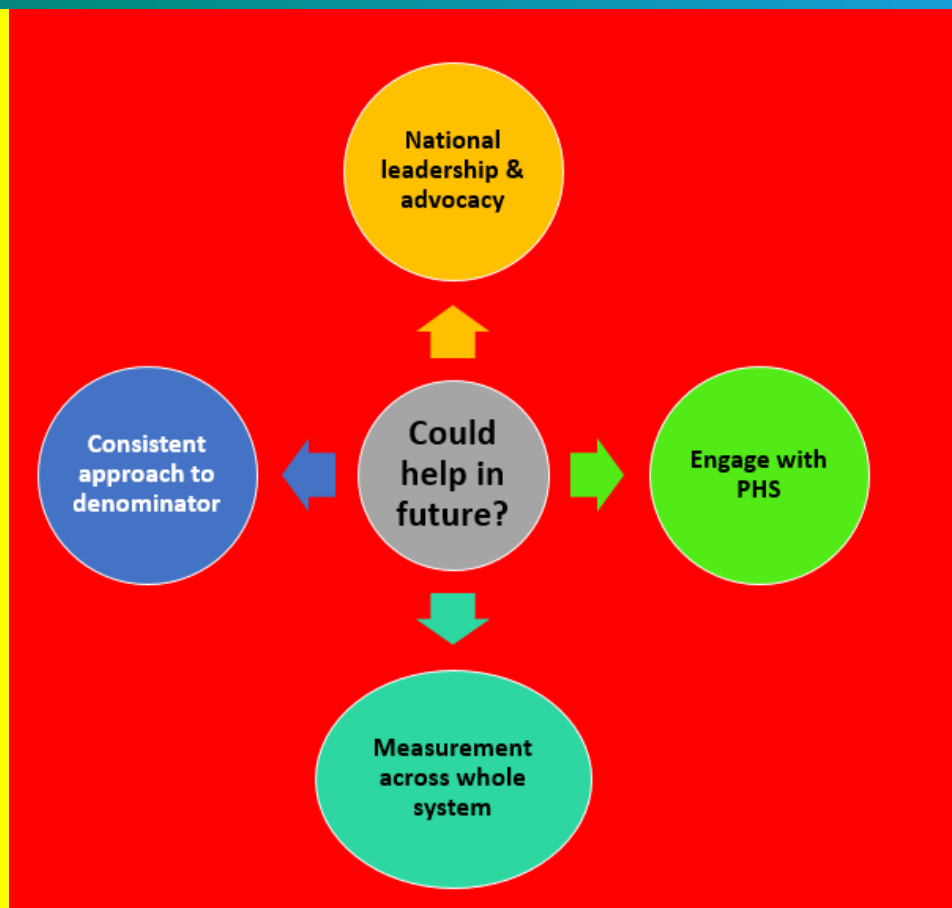 National
leadership &
advocacy
Consistent
approach to
denominator
Could
help in
future?
Engage with
PHS
Measurement
across whole
system